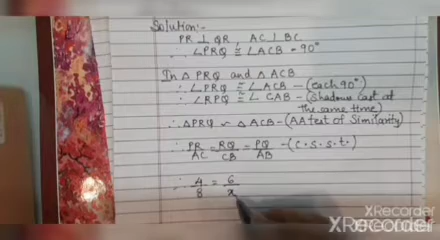 Solution:-
PR ⊥ QR , AC ⊥ BC
∴ ∠PRQ ≅ ∠ACB = 90°
In △ PRQ and △ ACB
∴ ∠PRQ ≅ ∠ACB - (each 90°)
∴ ∠RPQ ≅ ∠CAB - (Shadows cast at
the same time)
∴ △PRQ ~ △ACB - (AA test of Similarity)
∴ PR/AC = RQ/CB = PQ/AB - (c.s.s.t.)
∴ 4/8 = 6/x
XRecorder
XRecorder